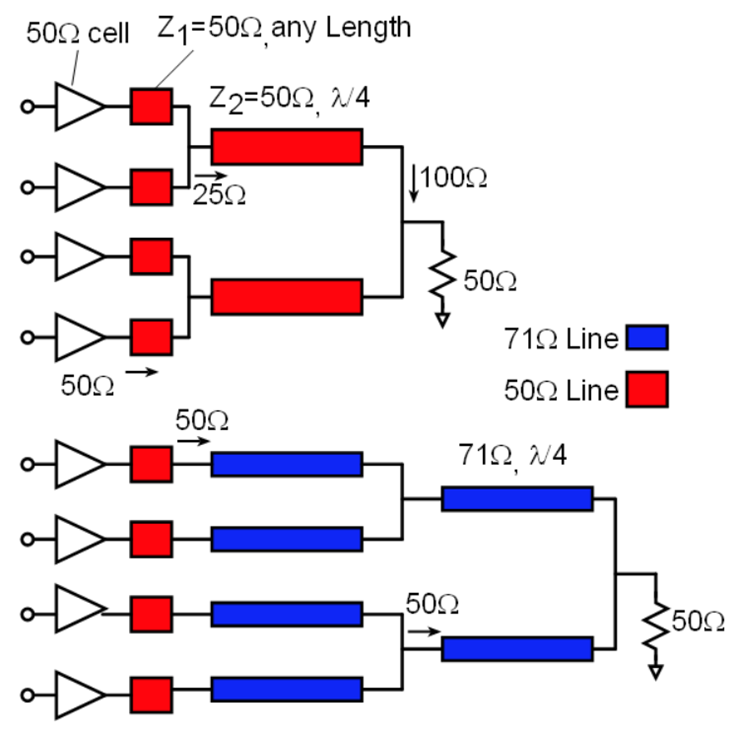 50Ω cell
Z1=50Ω, any Length
Z2=50Ω, λ/4
25Ω
100Ω
50Ω
50Ω
71Ω Line
50Ω Line
50Ω
71Ω, λ/4
50Ω
50Ω